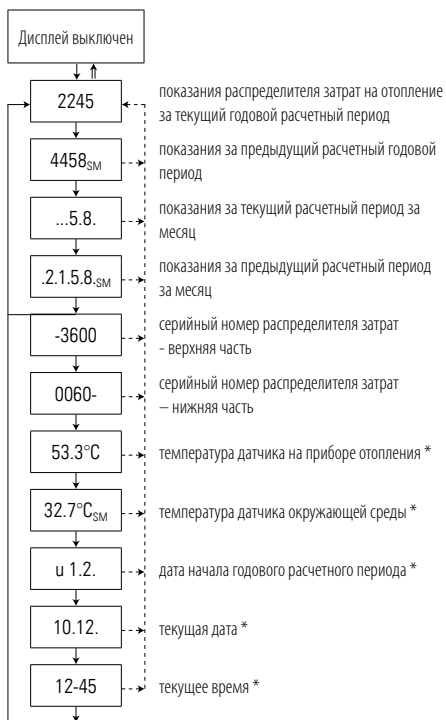 Дисплей выключен
2245
показания распределителя затрат на отопление
за текущий годовой расчетный период
4458SM
показания за предыдущий расчетный годовой
период
...5.8.
показания за текущий расчетный период за
месяц
.2.1.5.8.SM
показания за предыдущий расчетный период
за месяц
-3600
серийный номер распределителя затрат
- верхняя часть
0060-
серийный номер распределителя затрат
– нижняя часть
53.3°C
температура датчика на приборе отопления *
32.7°CSM
температура датчика окружающей среды *
u 1.2.
дата начала годового расчетного периода *
10.12.
текущая дата *
12-45
текущее время *